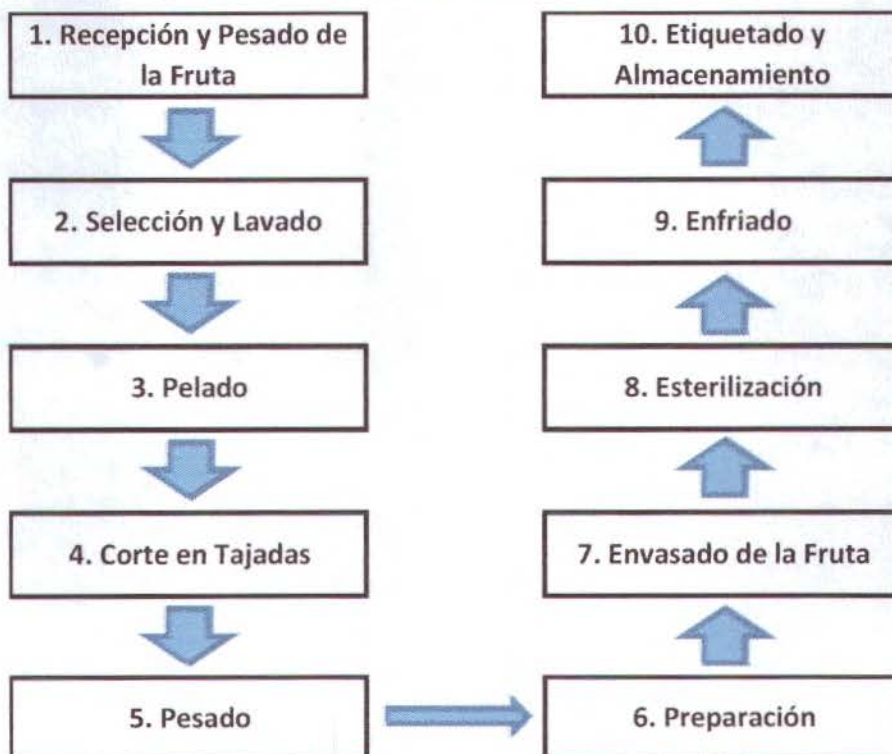 1. Recepción y Pesado de
la Fruta
2. Selección y Lavado
3. Pelado
4. Corte en Tajadas
5. Pesado
6. Preparación
7. Envasado de la Fruta
8. Esterilización
9. Enfriado
10. Etiquetado y
Almacenamiento